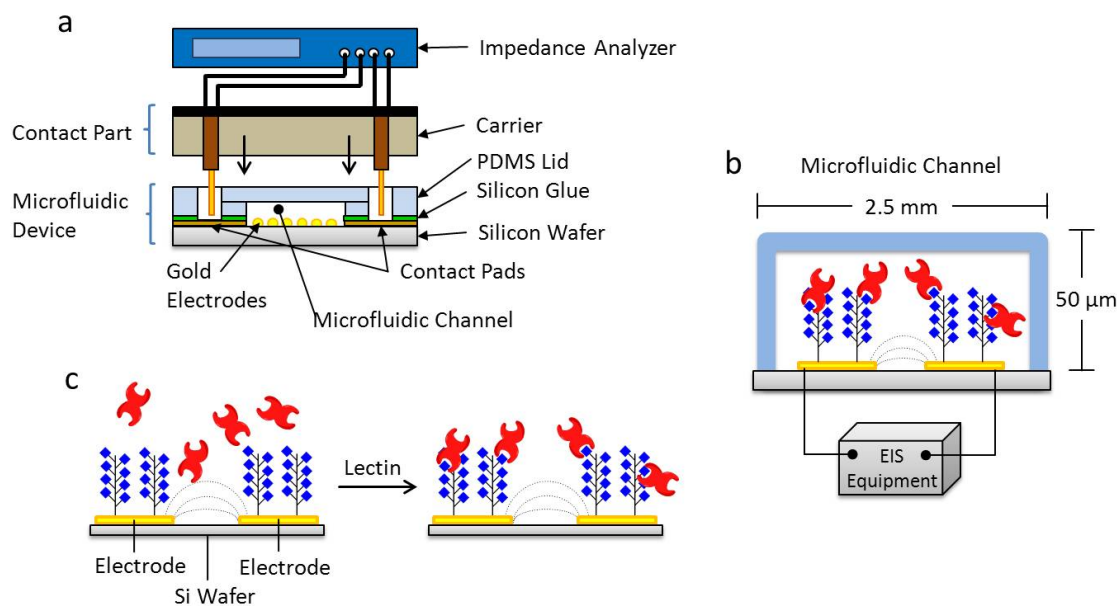 a
Impedance Analyzer
Contact Part
Carrier
PDMS Lid
Silicon Glue
Microfluidic
Device
Silicon Wafer
Gold
Electrodes
Contact Pads
Microfluidic Channel
b
Microfluidic Channel
2.5 mm
50 µm
EIS
Equipment
c
Lectin
Electrode
Electrode
Si Wafer